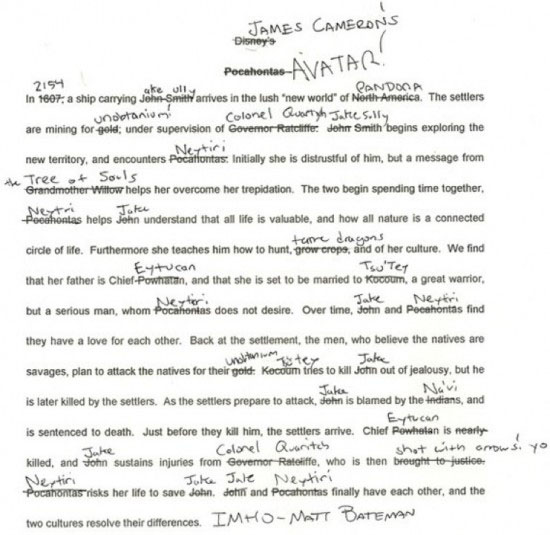 JAMES CAMERON'S
Disney's
Pocahontas AVATAR!
2154 ake ully PANDORA
In 1607, a ship carrying John Smith arrives in the lush "new world" of North America. The settlers
unobtanium! Colonel Quartych Jake Sully
are mining for gold; under supervision of Governor Ratcliffe. John Smith begins exploring the
Neytiri
new territory, and encounters Pocahontas. Initially she is distrustful of him, but a message from
the Tree of Souls
Grandmother Willow helps her overcome her trepidation. The two begin spending time together,
Neytri Jake
Pocahontas helps John understand that all life is valuable, and how all nature is a connected
tame dragons
circle of life. Furthermore she teaches him how to hunt, grow crops, and of her culture. We find
Eytucan Tsu'Tey
that her father is Chief Powhatan, and that she is set to be married to Kocoum, a great warrior,
Neyteri Jake Neytiri
but a serious man, whom Pocahontas does not desire. Over time, John and Pocahontas find
they have a love for each other. Back at the settlement, the men, who believe the natives are
unobtanium Tsutey Jake
savages, plan to attack the natives for their gold. Kocoum tries to kill John out of jealousy, but he
Jake Na'vi
is later killed by the settlers. As the settlers prepare to attack, John is blamed by the Indians, and
Eytucan
is sentenced to death. Just before they kill him, the settlers arrive. Chief Powhatan is nearly
Jake Colonel Quaritch shot with arrows! yo
killed, and John sustains injuries from Governor Ratcliffe, who is then brought to justice.
Neytiri Jake Jake Neytiri
Pocahontas risks her life to save John. John and Pocahontas finally have each other, and the
two cultures resolve their differences. IMHO - MATT BATEMAN